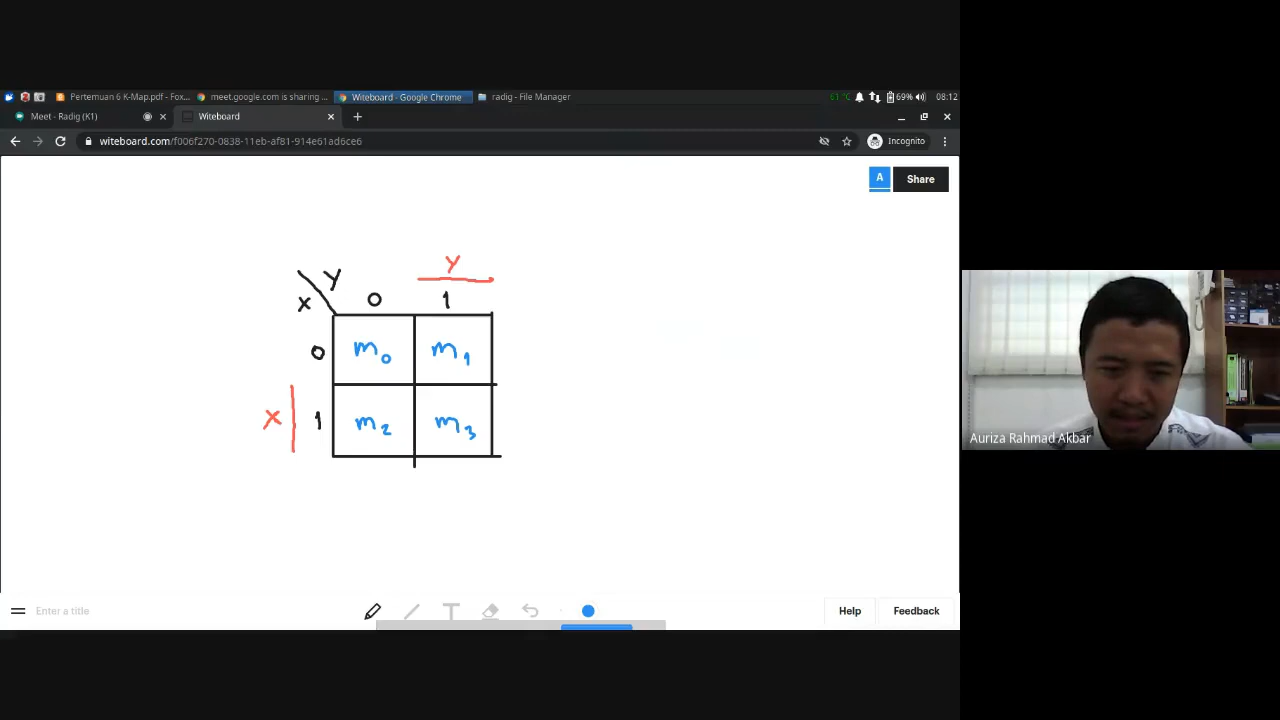 Pertemuan 6 K-Map.pdf - Fox... meet.google.com is sharing ... Witeboard - Google Chrome radig - File Manager 61°C 69% 08:12
Meet - Radig (K1) Witeboard
witeboard.com/f006f270-0838-11eb-af81-914e61ad6ce6 Incognito
A Share
Y
Y
X 0 1
0 m0 m1
X 1 m2 m3
Auriza Rahmad Akbar
Enter a title T Help Feedback